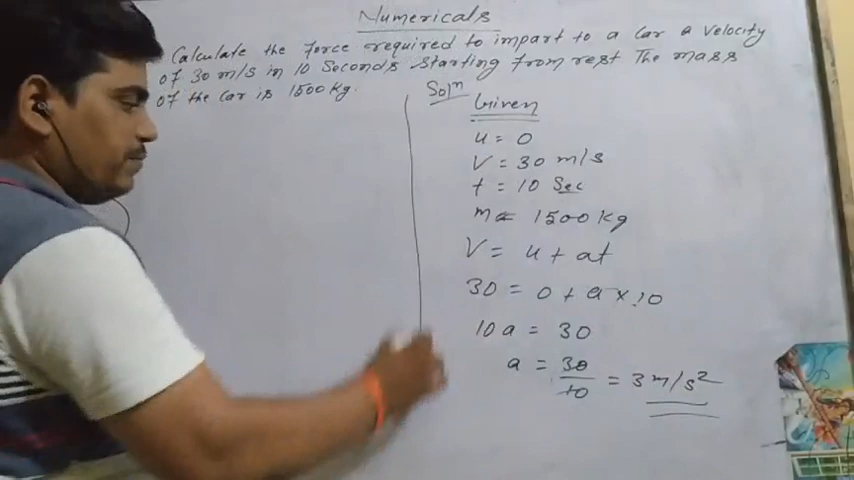 Numericals
Calculate the Force required to impart to a Car a velocity
of 30 m/s in 10 Seconds Starting from rest The mass
of the Car is 1500 kg.
Soln
Given
u = 0
V = 30 m/s
t = 10 Sec
m = 1500 kg
V = u + at
30 = 0 + a × 10
10a = 30
a = 30/10 = 3 m/s²